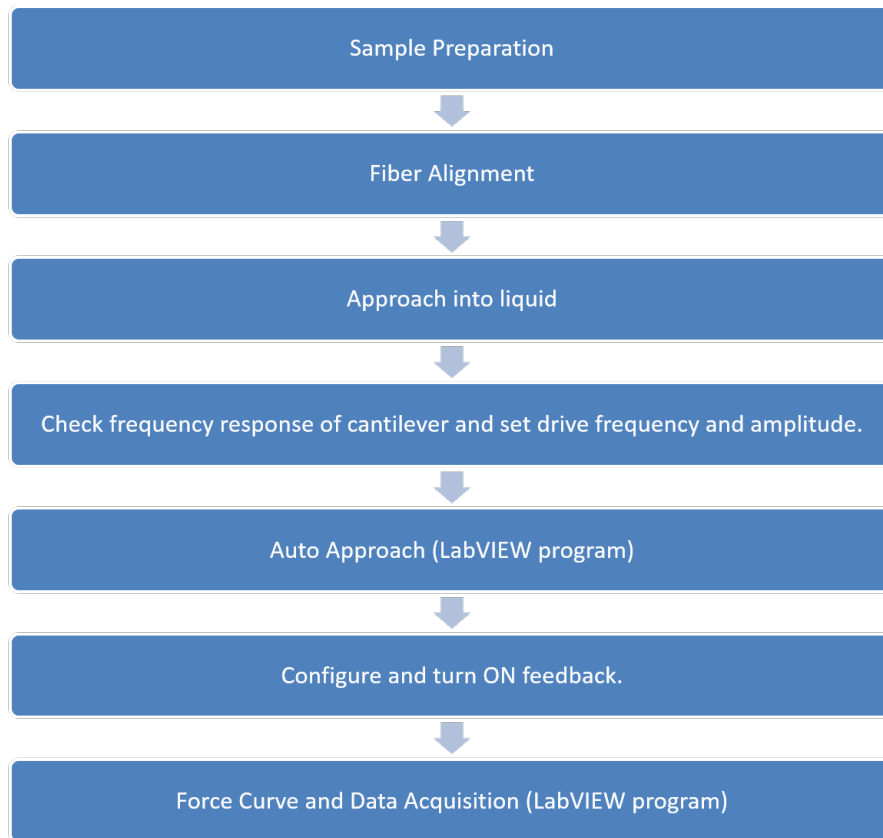 Sample Preparation
Fiber Alignment
Approach into liquid
Check frequency response of cantilever and set drive frequency and amplitude.
Auto Approach (LabVIEW program)
Configure and turn ON feedback.
Force Curve and Data Acquisition (LabVIEW program)